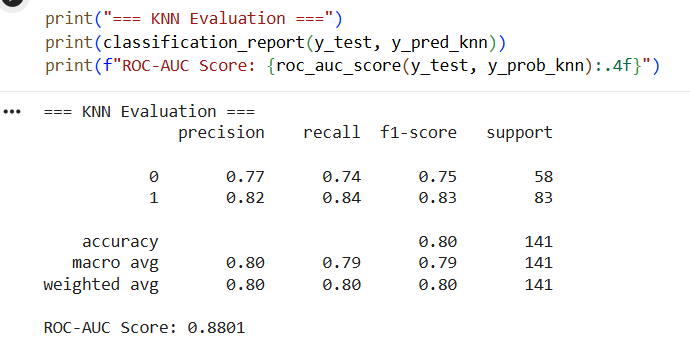 print("=== KNN Evaluation ===")
print(classification_report(y_test, y_pred_knn))
print(f"ROC-AUC Score: {roc_auc_score(y_test, y_prob_knn):.4f}")
=== KNN Evaluation ===
precision recall f1-score support
0 0.77 0.74 0.75 58
1 0.82 0.84 0.83 83
accuracy 0.80 141
macro avg 0.80 0.79 0.79 141
weighted avg 0.80 0.80 0.80 141
ROC-AUC Score: 0.8801